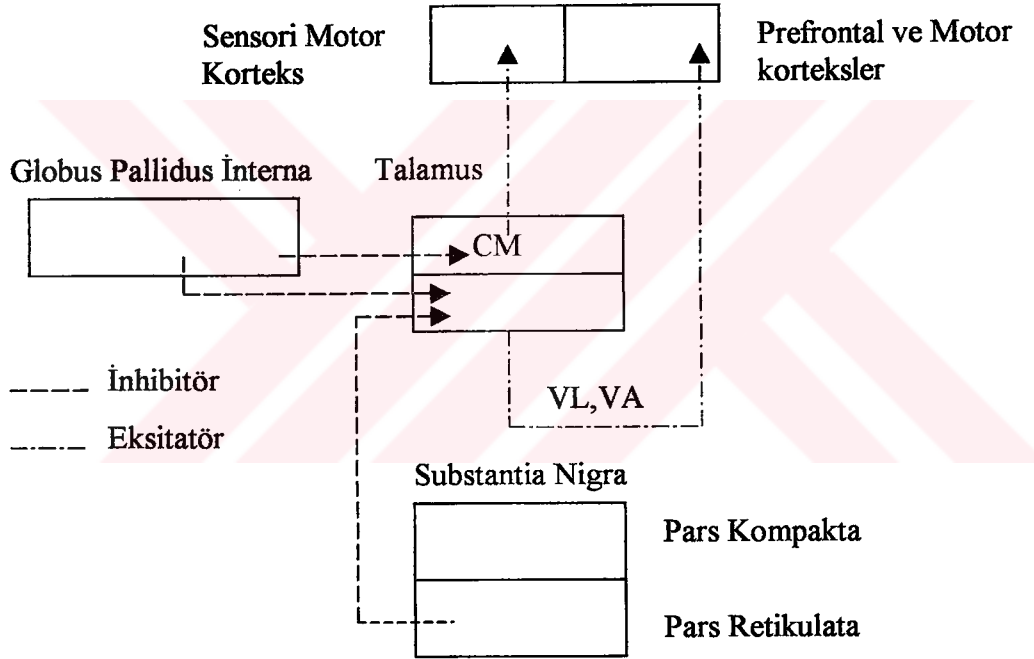 Sensori Motor
Korteks
Prefrontal ve Motor
korteksler
Globus Pallidus İnterna
Talamus
CM
İnhibitör
Eksitatör
VL,VA
Substantia Nigra
Pars Kompakta
Pars Retikulata